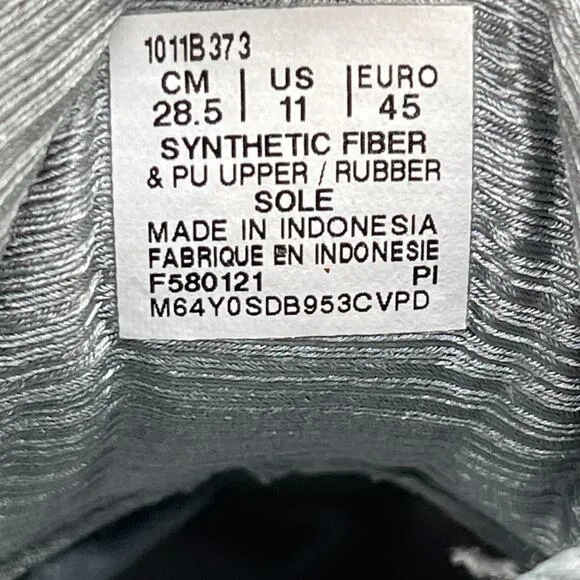 1011B373
CM | US | EURO
28.5 | 11 | 45
SYNTHETIC FIBER
& PU UPPER / RUBBER
SOLE
MADE IN INDONESIA
FABRIQUE EN INDONESIE
F580121 PI
M64Y0SDB953CVPD